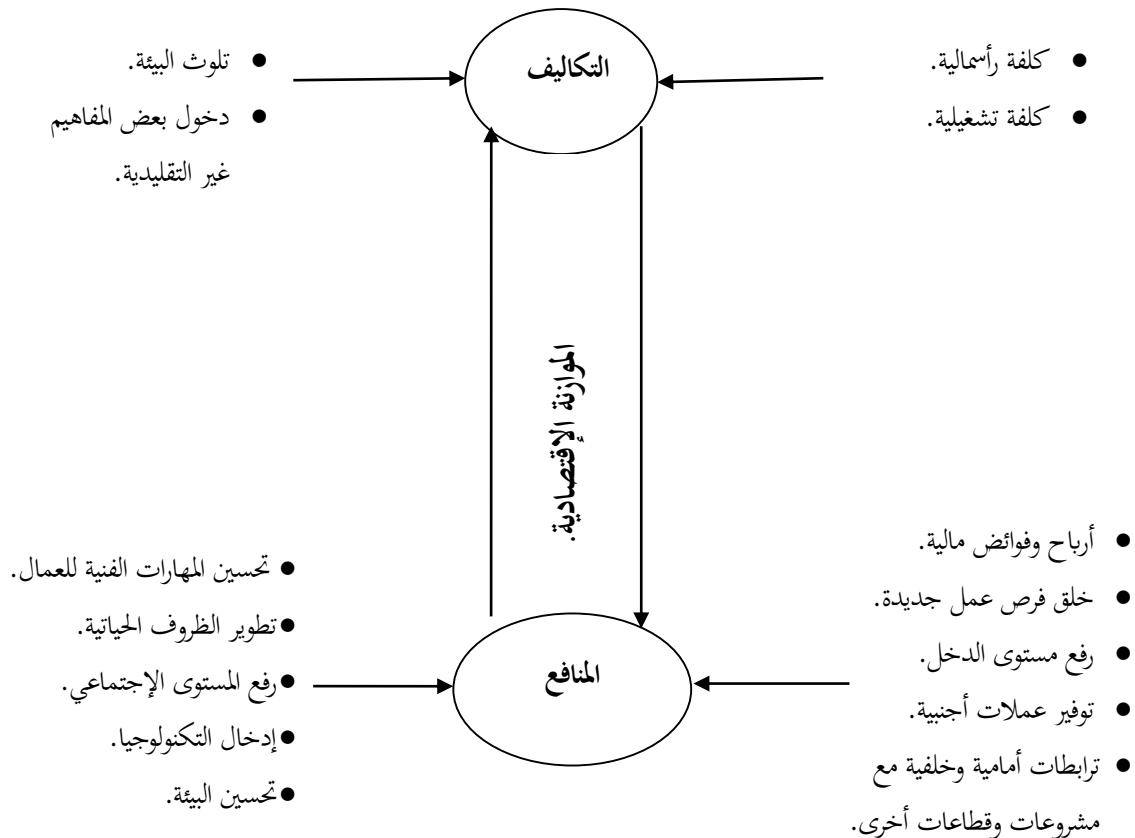 التكاليف
● كلفة رأسمالية.
● كلفة تشغيلية.
● تلوث البيئة.
● دخول بعض المفاهيم
غير التقليدية.
الموازنة الإقتصادية.
● أرباح وفوائض مالية.
● خلق فرص عمل جديدة.
● رفع مستوى الدخل.
● توفير عملات أجنبية.
● ترابطات أمامية وخلفية مع
مشروعات وقطاعات أخرى.
المنافع
● تحسين المهارات الفنية للعمال.
● تطوير الظروف الحياتية.
● رفع المستوى الإجتماعي.
● إدخال التكنولوجيا.
● تحسين البيئة.